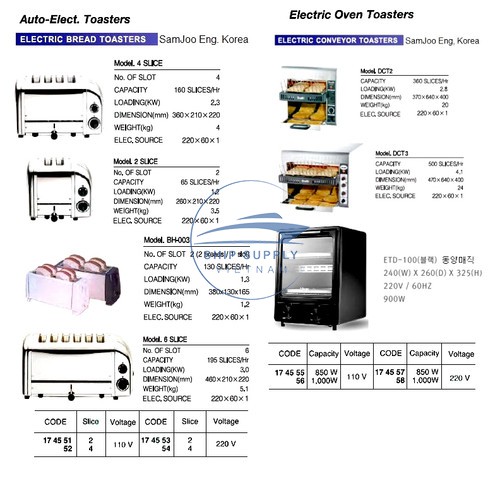 Auto-Elect. Toasters
ELECTRIC BREAD TOASTERS SamJoo Eng. Korea
Model. 4 SLICE
No. OF SLOT 4
CAPACITY 160 SLICES/Hr
LOADING(KW) 2,3
DIMENSION(mm) 360×210×220
WEIGHT(kg) 4
ELEC, SOURCE 220×60×1
Model. 2 SLICE
No, OF SLOT 2
CAPACITY 65 SLICES/Hr
LOADING(KW) 1,2
DIMENSION(mm) 260×210×220
WEIGHT(kg) 3,5
ELEC, SOURCE 220×60×1
Model. BH-003
No. OF SLOT 2
CAPACITY 130 SLICES/Hr
LOADING(KW) 1,3
DIMENSION(mm) 380x130x165
WEIGHT(kg) 1,2
ELEC, SOURCE 220×60×1
Model. 6 SLICE
No OF SLOT 6
CAPACITY 195 SLICES/Hr
LOADING(KW) 3,0
DIMENSION(mm) 460×210×220
WEIGHT(KG) 5,1
ELEC, SOURCE 220×60×1
CODE Slice Voltage CODE Slice Voltage
17 45 51 2 110 V 17 45 53 2 220 V
52 4 54 4
Electric Oven Toasters
ELECTRIC CONVEYOR TOASTERS SamJoo Eng, Korea
Model, DCT2
CAPACITY 360 SLICES/Hr
LOADING(KW) 2.8
DIMENSION(mm) 370×640×400
WEIGHT(kg) 20
ELEC, SOURCE 220×60×1
Model, DCT3
CAPACITY 500 SLICES/Hr
LOADING(KW) 4,1
DIMENSION(mm) 470×640×400
WEIGHT(kg) 24
ELEC, SOURCE 220×60×1
ETD-100(블랙) 동양매직
240(W) X 260(D) X 325(H)
220V / 60HZ
900W
CODE Capacity Voltage CODE Capacity Voltage
17 45 55 850 W 110 V 17 45 57 850 W 220 V
56 1,000W 58 1,000W
SHIP SUPPLY
VIETNAM